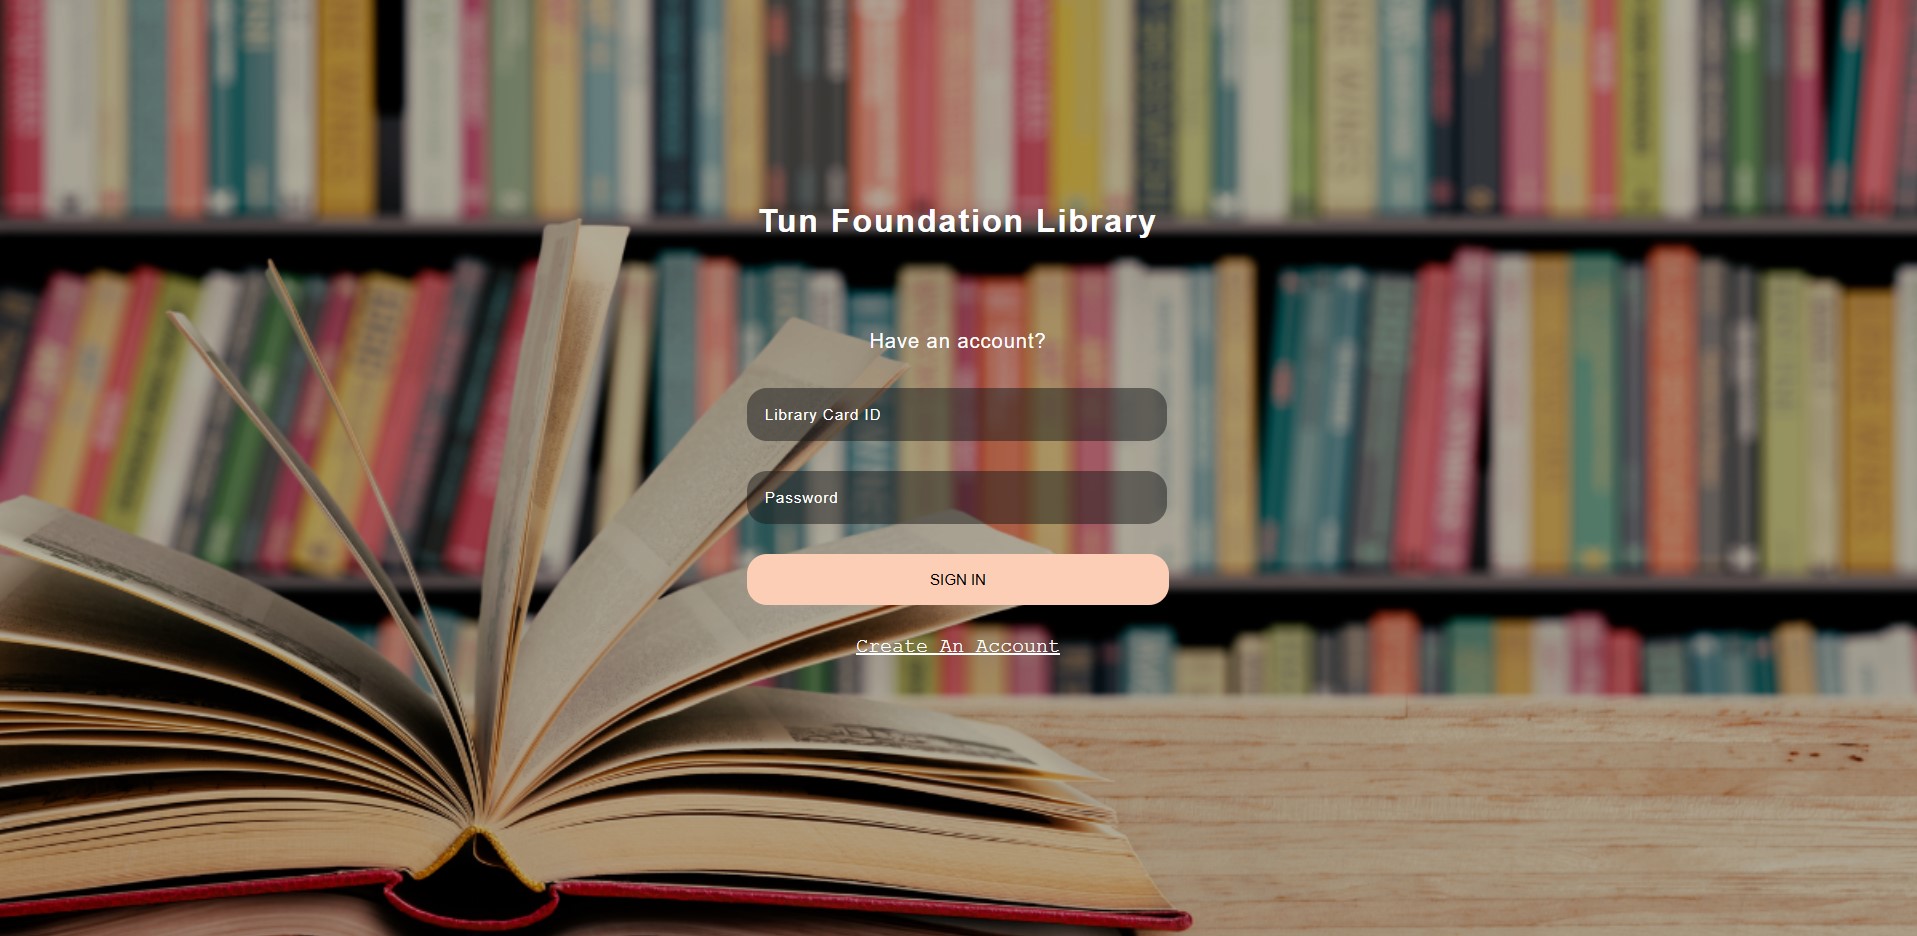 Tun Foundation Library
Have an account?
Library Card ID
Password
SIGN IN
Create An Account